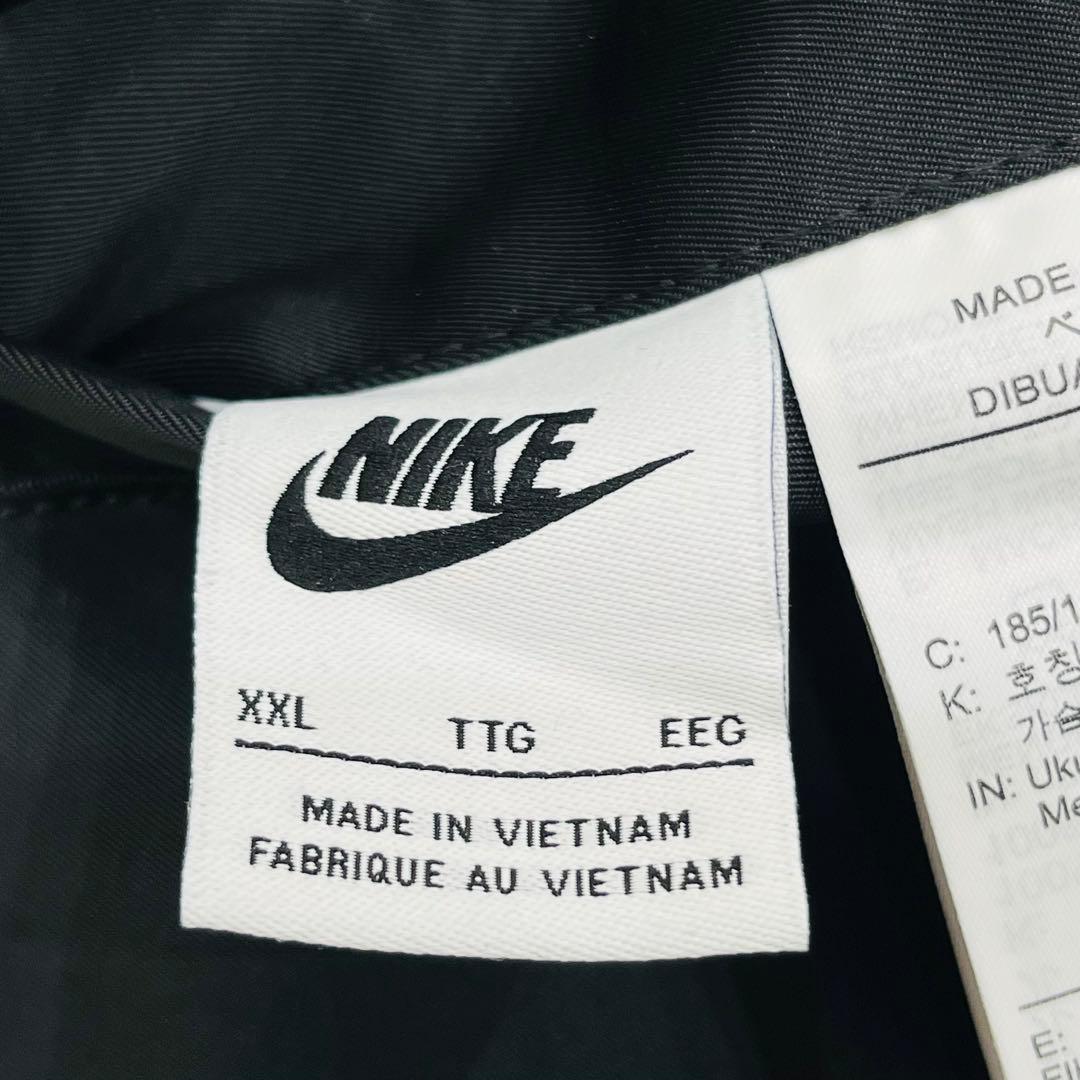 NIKE
XXL TTG EEG
MADE IN VIETNAM
FABRIQUE AU VIETNAM
MADE
ベ
DIBUA
C: 185/1
K: 호칭
가슴
IN: Uku
Me
E: